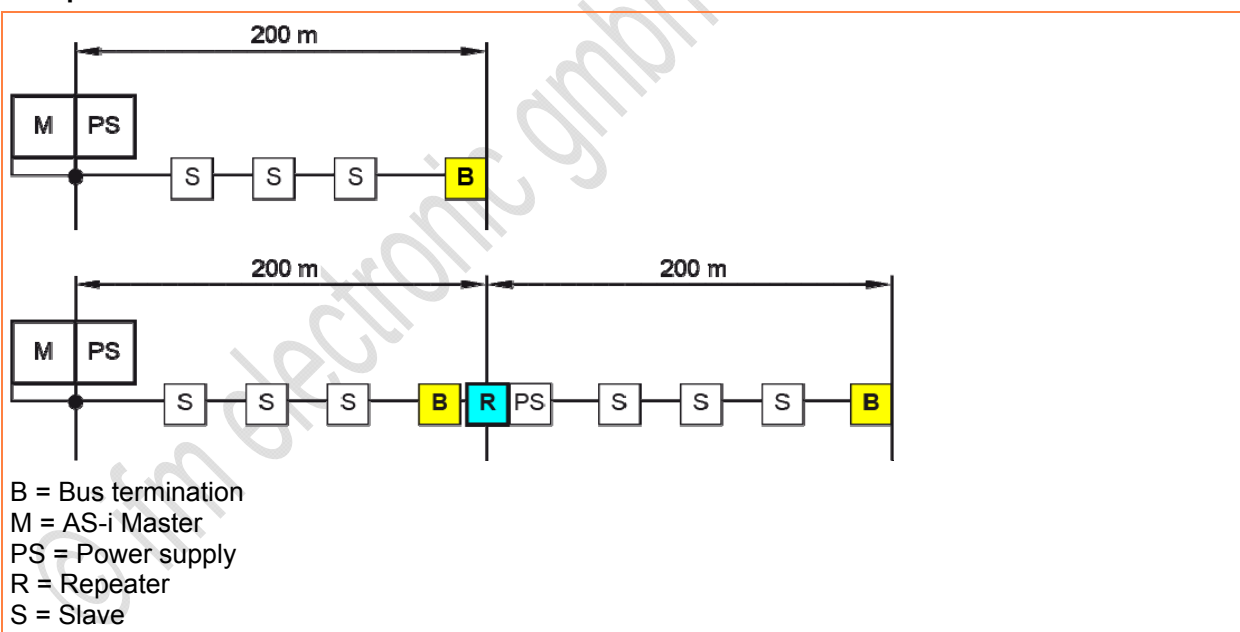 200 m
M PS
S S S B
200 m 200 m
M PS
S S S B R PS S S S B
B = Bus termination
M = AS-i Master
PS = Power supply
R = Repeater
S = Slave
© ifm electronic gmbh